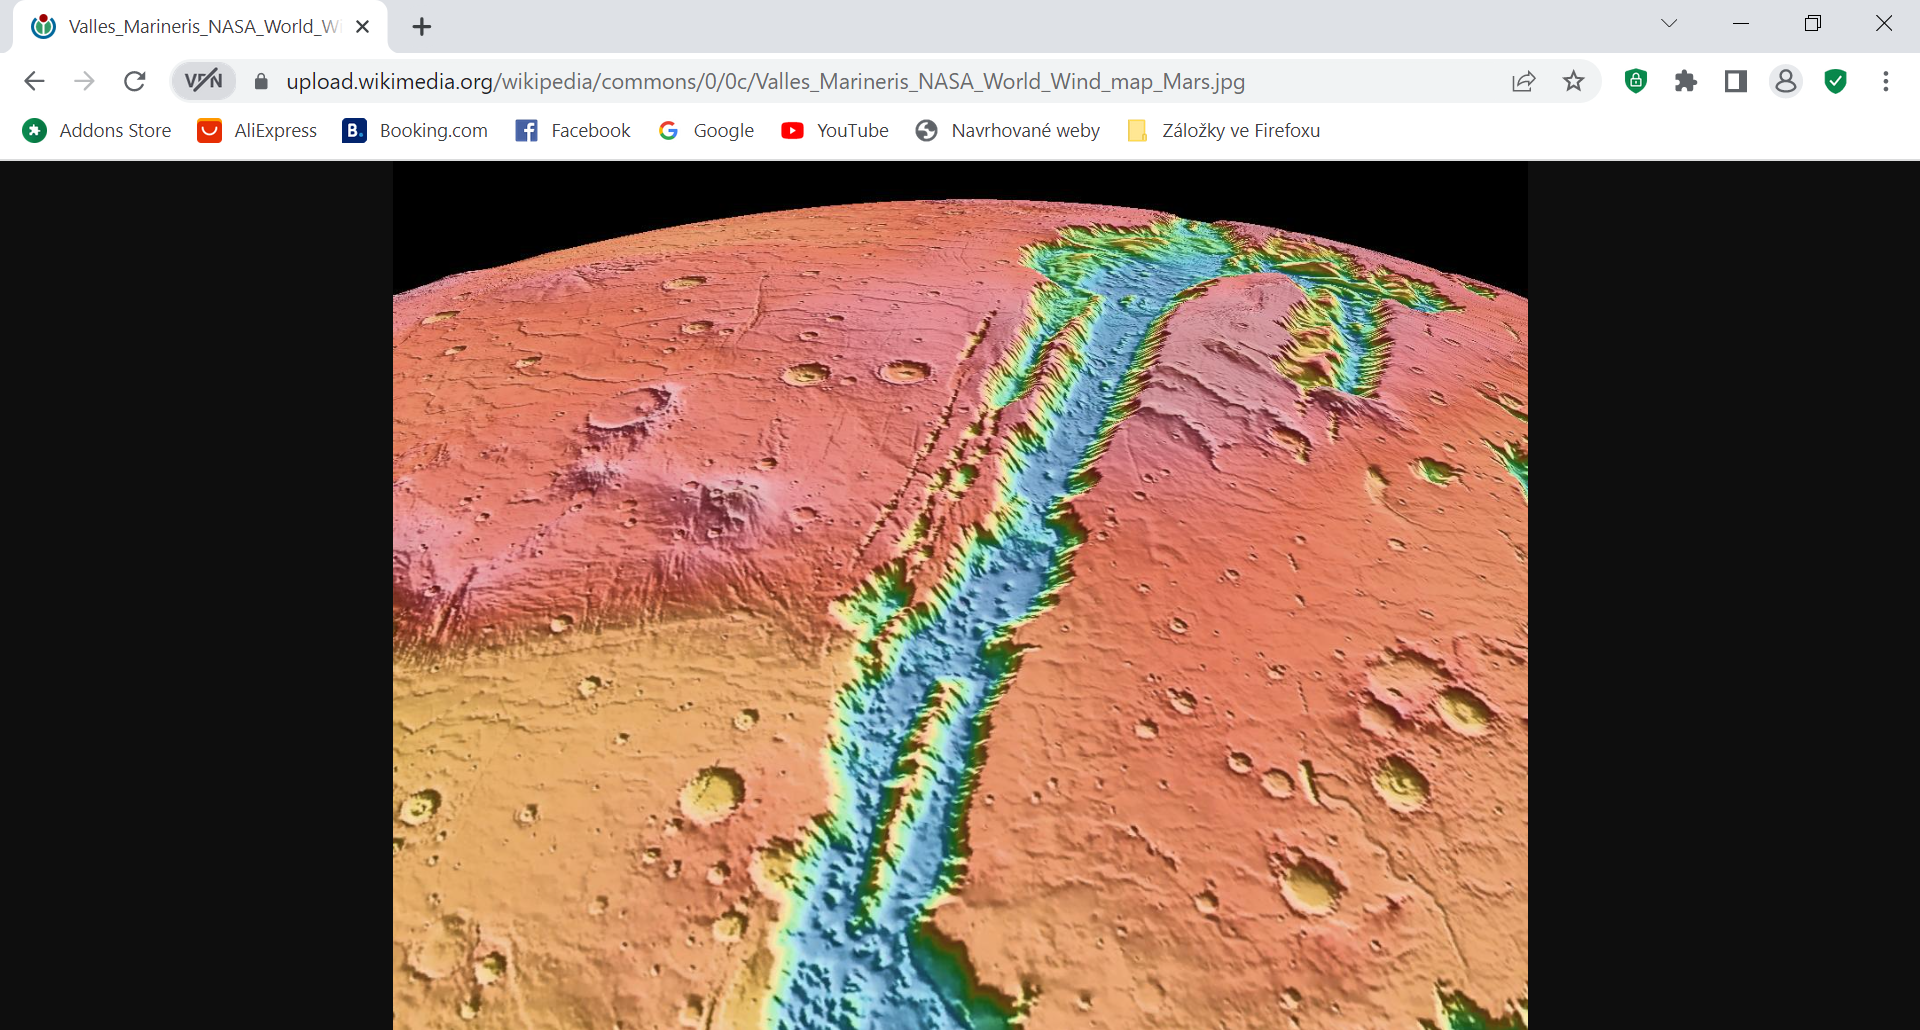 Valles_Marineris_NASA_World_Wi
VPN
upload.wikimedia.org/wikipedia/commons/0/0c/Valles_Marineris_NASA_World_Wind_map_Mars.jpg
Addons Store AliExpress B. Booking.com Facebook Google YouTube Navrhované weby Záložky ve Firefoxu